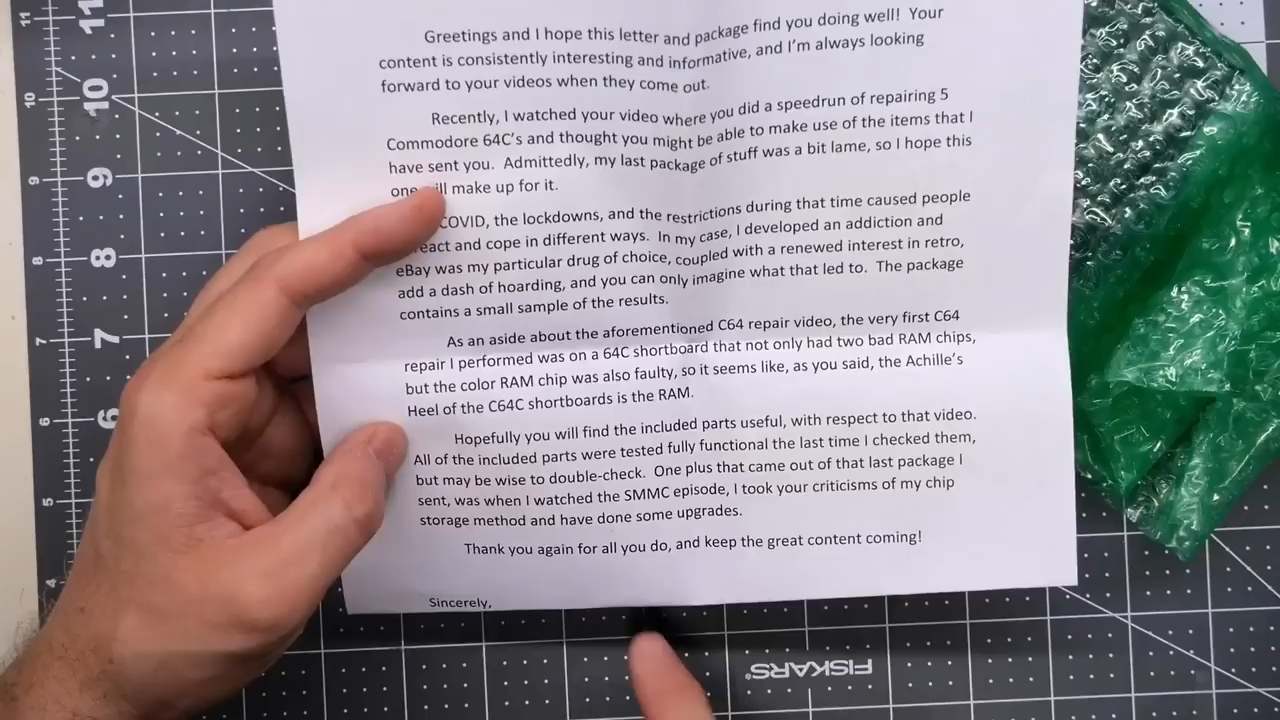 Greetings and I hope this letter and package find you doing well! Your
content is consistently interesting and informative, and I'm always looking
forward to your videos when they come out.
Recently, I watched your video where you did a speedrun of repairing 5
Commodore 64C's and thought you might be able to make use of the items that I
have sent you. Admittedly, my last package of stuff was a bit lame, so I hope this
one will make up for it.
COVID, the lockdowns, and the restrictions during that time caused people
react and cope in different ways. In my case, I developed an addiction and
eBay was my particular drug of choice, coupled with a renewed interest in retro,
add a dash of hoarding, and you can only imagine what that led to. The package
contains a small sample of the results.
As an aside about the aforementioned C64 repair video, the very first C64
repair I performed was on a 64C shortboard that not only had two bad RAM chips,
but the color RAM chip was also faulty, so it seems like, as you said, the Achille's
Heel of the C64C shortboards is the RAM.
Hopefully you will find the included parts useful, with respect to that video.
All of the included parts were tested fully functional the last time I checked them,
but may be wise to double-check. One plus that came out of that last package I
sent, was when I watched the SMMC episode, I took your criticisms of my chip
storage method and have done some upgrades.
Thank you again for all you do, and keep the great content coming!
Sincerely,
11
11
10
10
9
9
8
8
7
7
6
6
5
4
FISKARS®